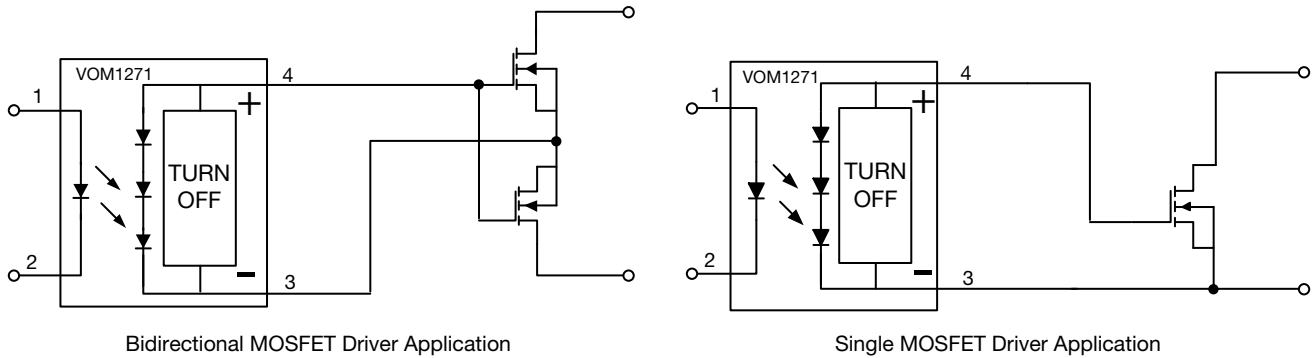 VOM1271
4
1
+
TURN
OFF
2
−
3
Bidirectional MOSFET Driver Application
VOM1271
4
1
+
TURN
OFF
2
−
3
Single MOSFET Driver Application